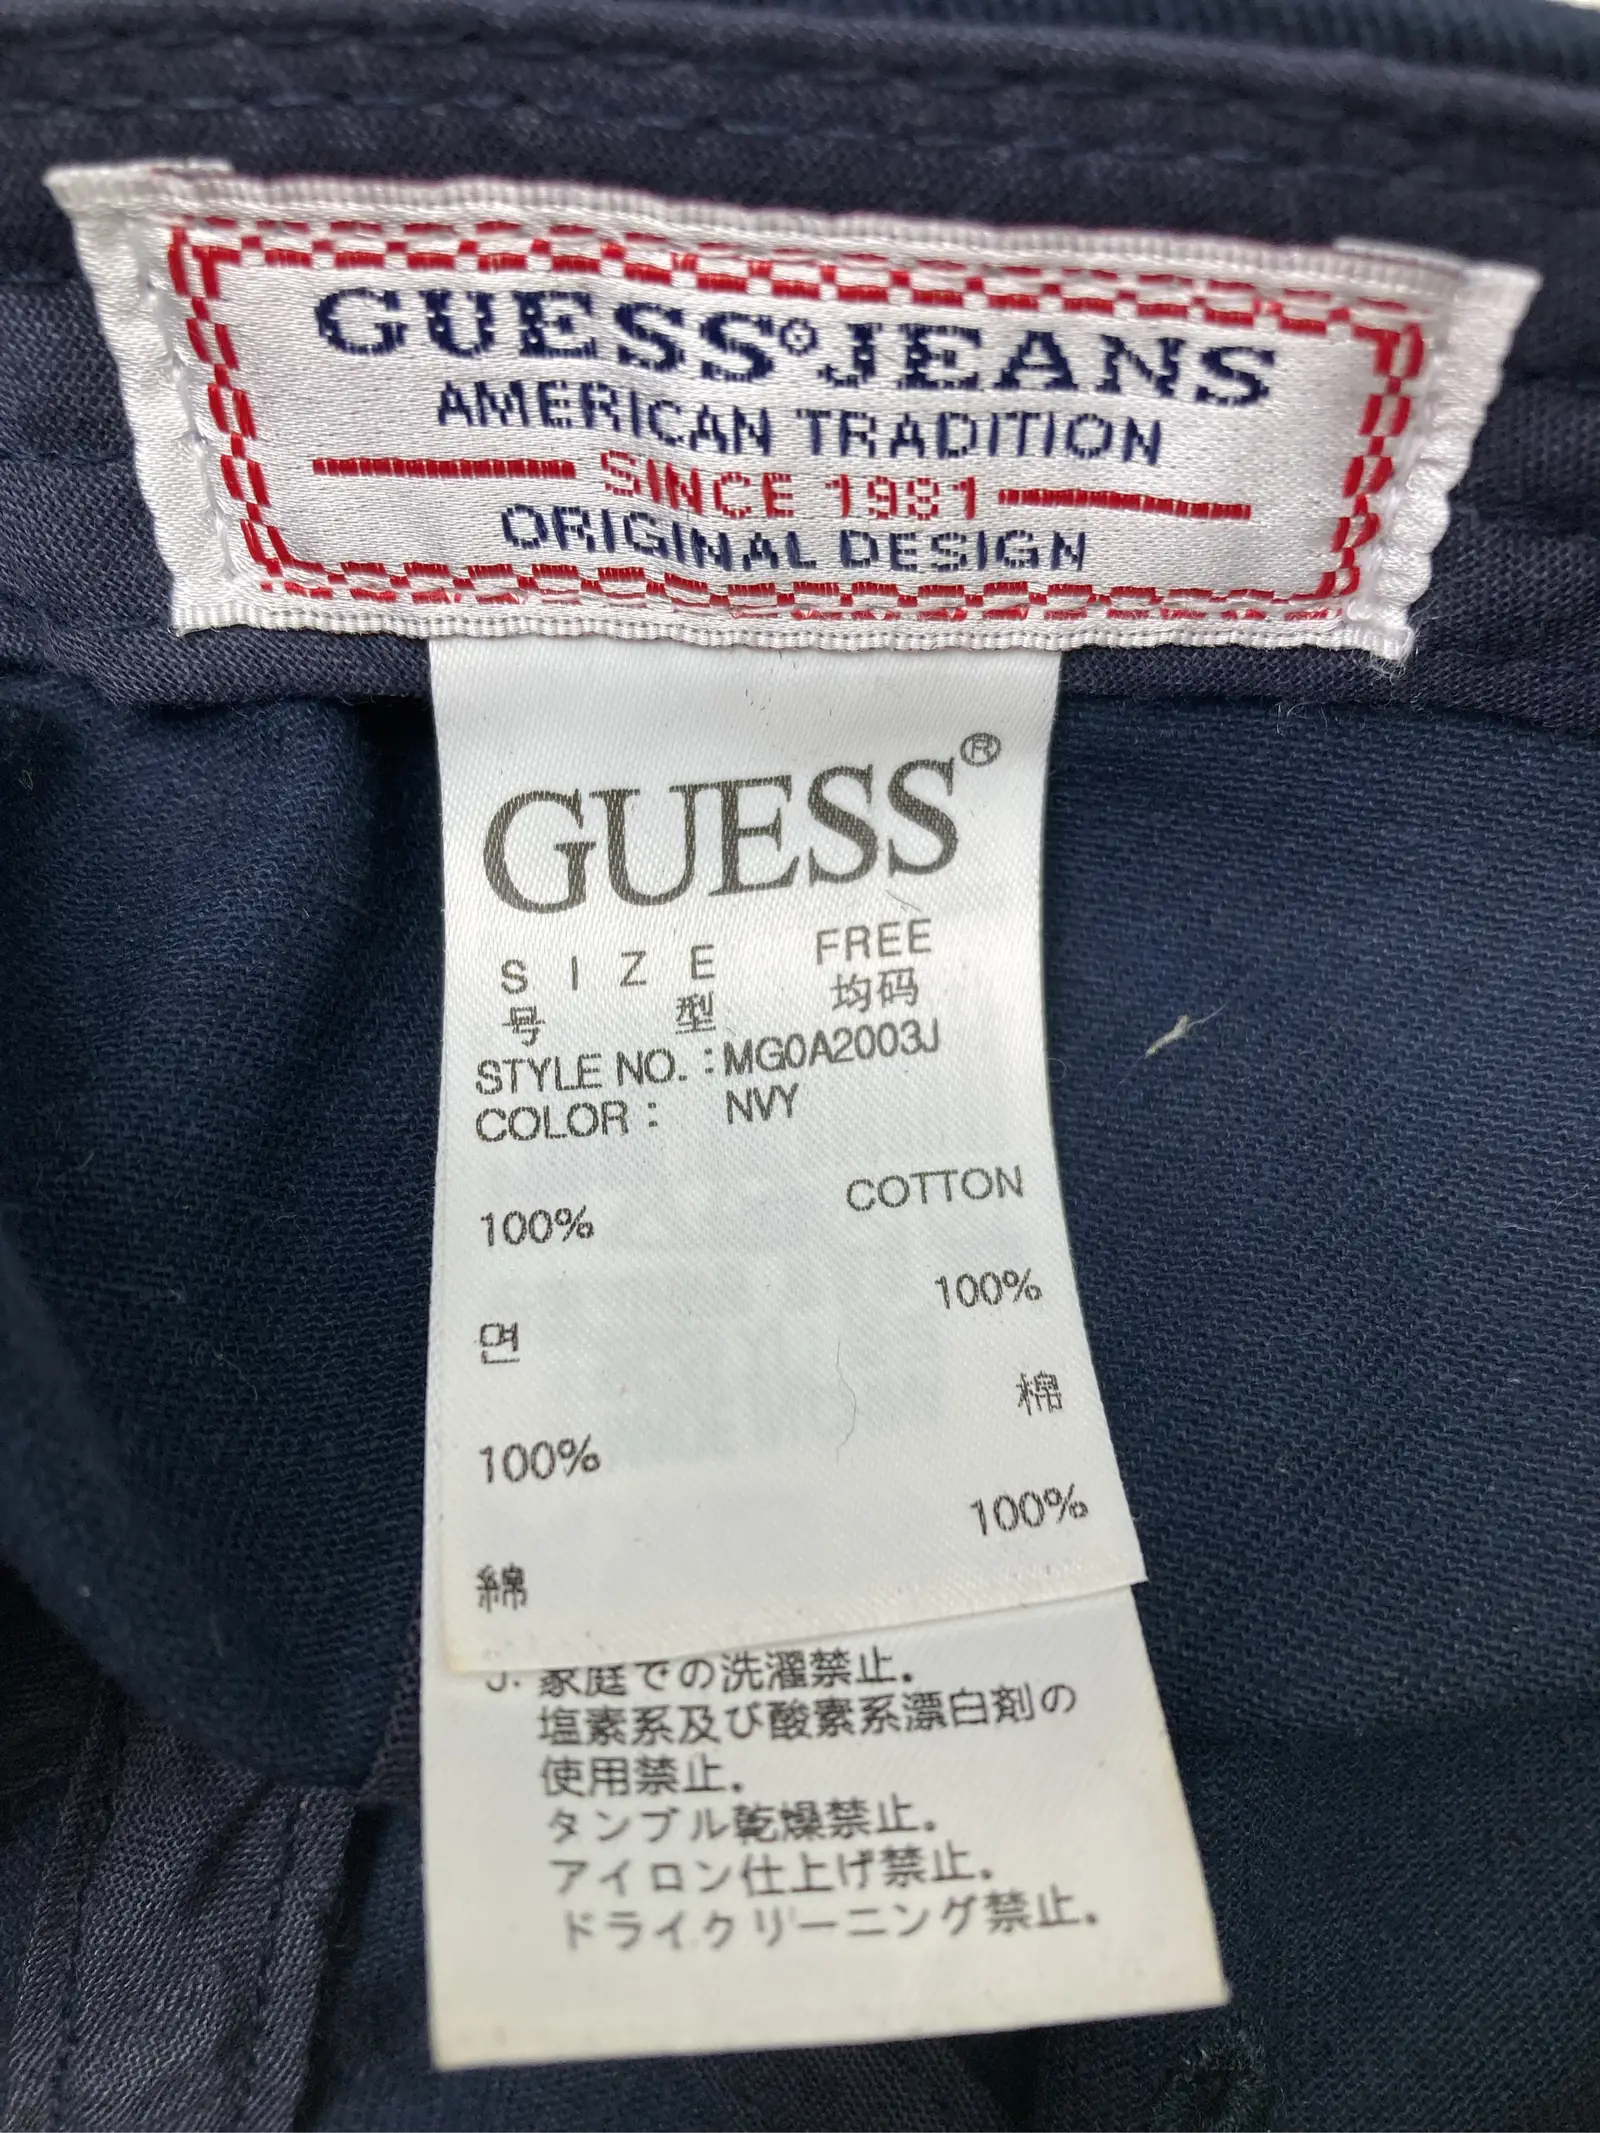 GUESS® JEANS
AMERICAN TRADITION
SINCE 1981
ORIGINAL DESIGN
GUESS®
SIZE FREE
号型 均码
STYLE NO. : MG0A2003J
COLOR : NVY
COTTON
100%
100%
면
棉
100%
100%
綿
J. 家庭での洗濯禁止.
塩素系及び酸素系漂白剤の
使用禁止.
タンブル乾燥禁止.
アイロン仕上げ禁止.
ドライクリーニング禁止.